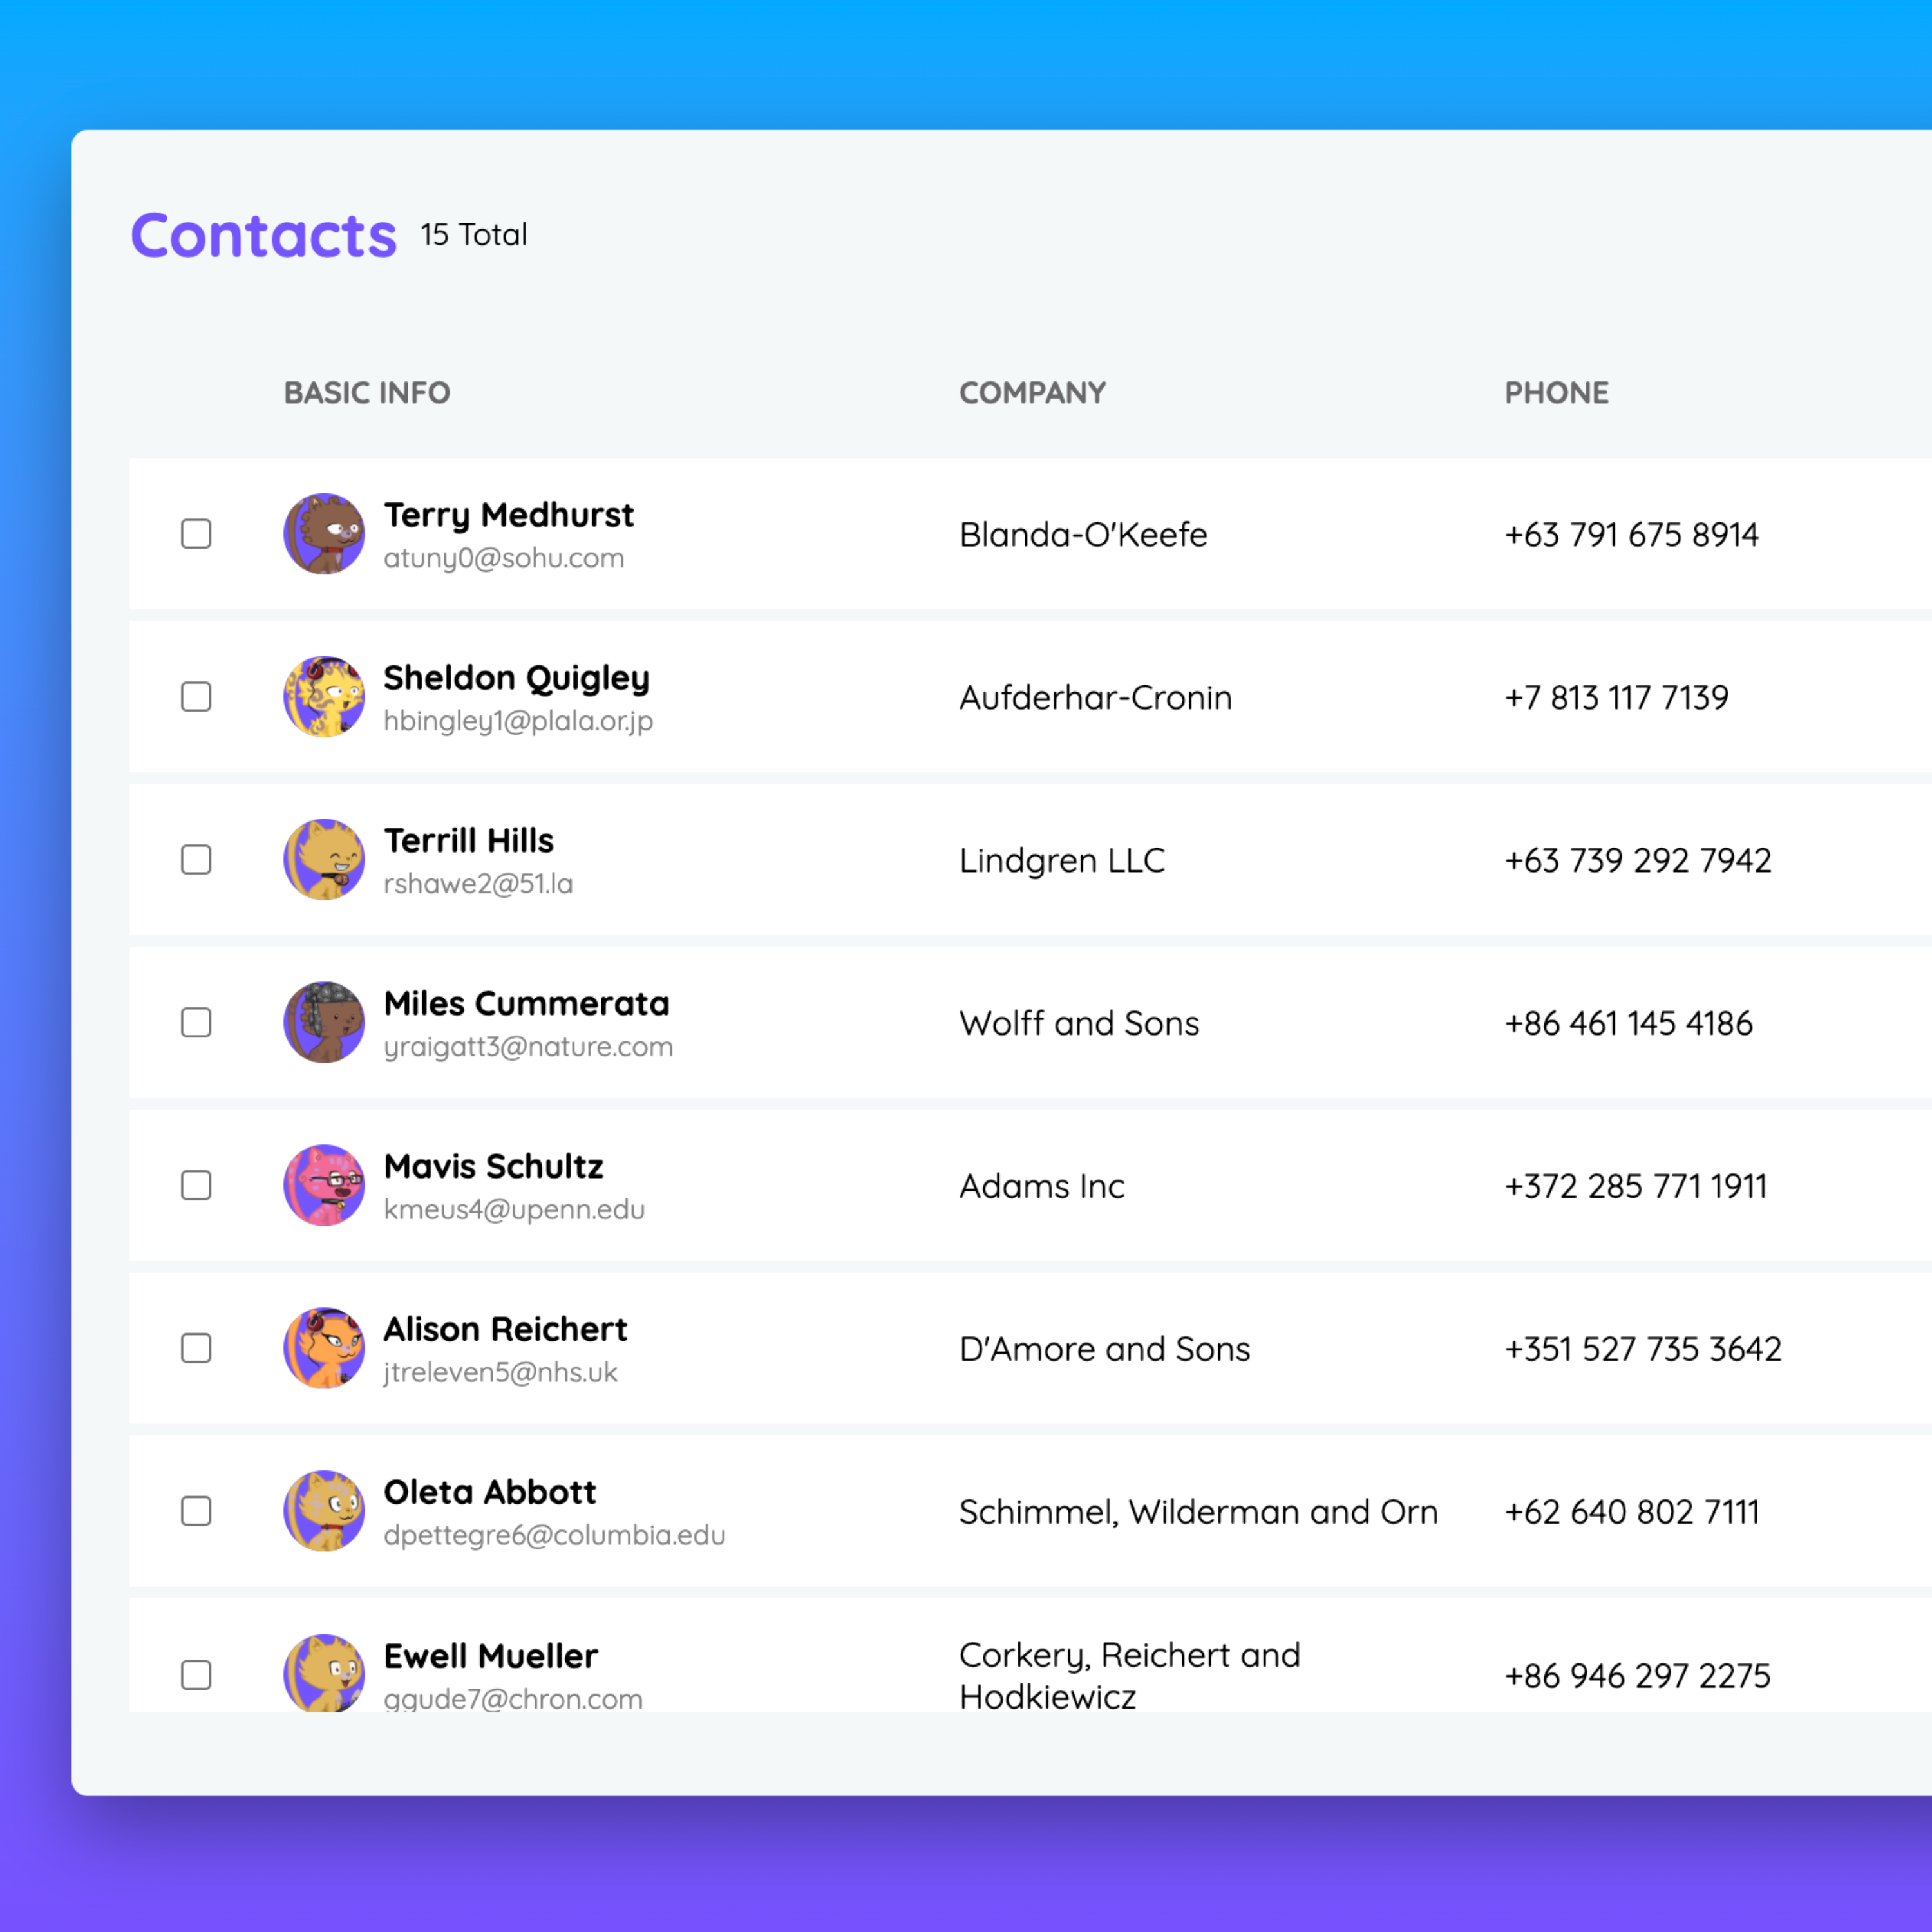 Contacts 15 Total
BASIC INFO COMPANY PHONE
Terry Medhurst
atuny0@sohu.com
Blanda-O'Keefe
+63 791 675 8914
Sheldon Quigley
hbingley1@plala.or.jp
Aufderhar-Cronin
+7 813 117 7139
Terrill Hills
rshawe2@51.la
Lindgren LLC
+63 739 292 7942
Miles Cummerata
yraigatt3@nature.com
Wolff and Sons
+86 461 145 4186
Mavis Schultz
kmeus4@upenn.edu
Adams Inc
+372 285 771 1911
Alison Reichert
jtreleven5@nhs.uk
D'Amore and Sons
+351 527 735 3642
Oleta Abbott
dpettegre6@columbia.edu
Schimmel, Wilderman and Orn
+62 640 802 7111
Ewell Mueller
ggude7@chron.com
Corkery, Reichert and
Hodkiewicz
+86 946 297 2275